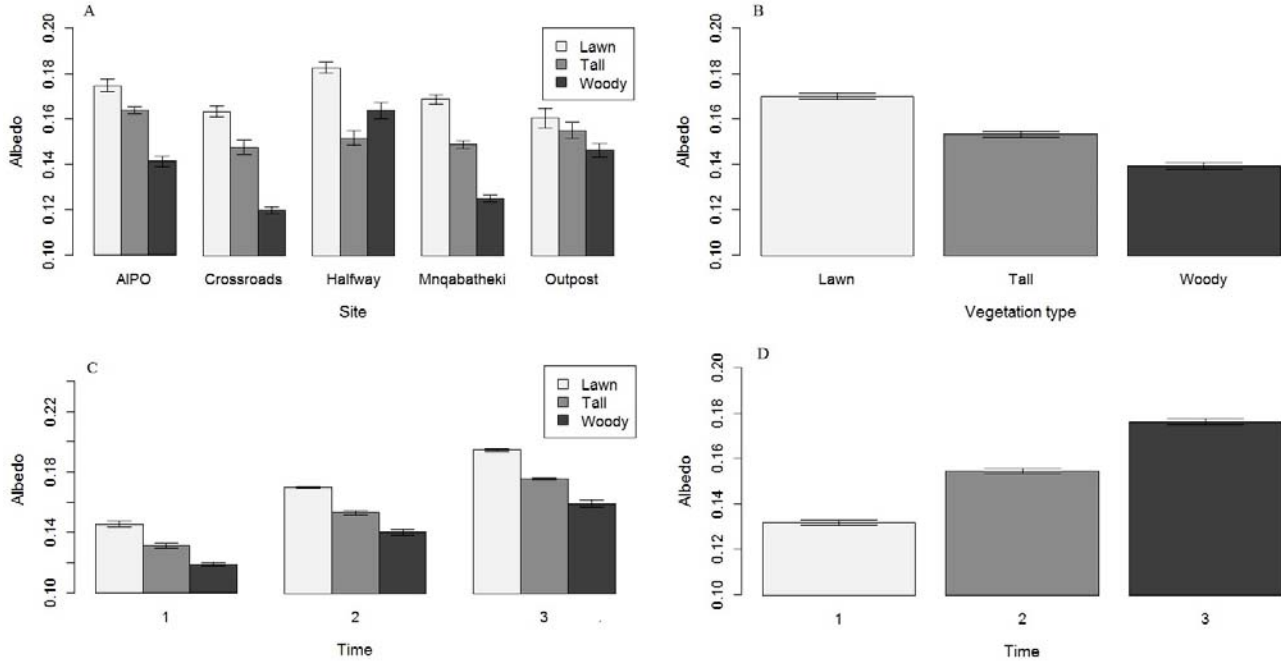 A
Albedo
0.10 0.12 0.14 0.16 0.18 0.20
Lawn
Tall
Woody
AIPO Crossroads Halfway Mnqabatheki Outpost
Site
B
Albedo
0.10 0.12 0.14 0.16 0.18 0.20
Lawn Tall Woody
Vegetation type
C
Albedo
0.10 0.14 0.18 0.22
Lawn
Tall
Woody
1 2 3
Time
D
Albedo
0.10 0.12 0.14 0.16 0.18 0.20
1 2 3
Time